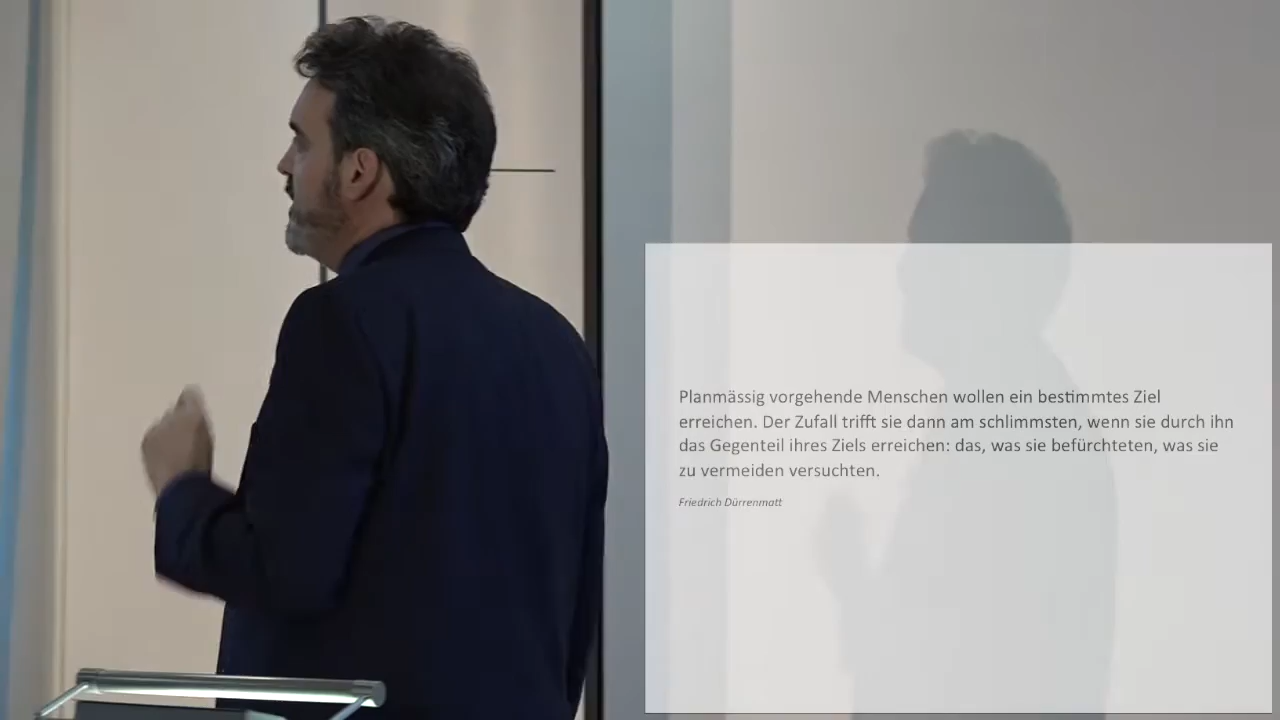 Planmässig vorgehende Menschen wollen ein bestimmtes Ziel
erreichen. Der Zufall trifft sie dann am schlimmsten, wenn sie durch ihn
das Gegenteil ihres Ziels erreichen: das, was sie befürchteten, was sie
zu vermeiden versuchten.
Friedrich Dürrenmatt